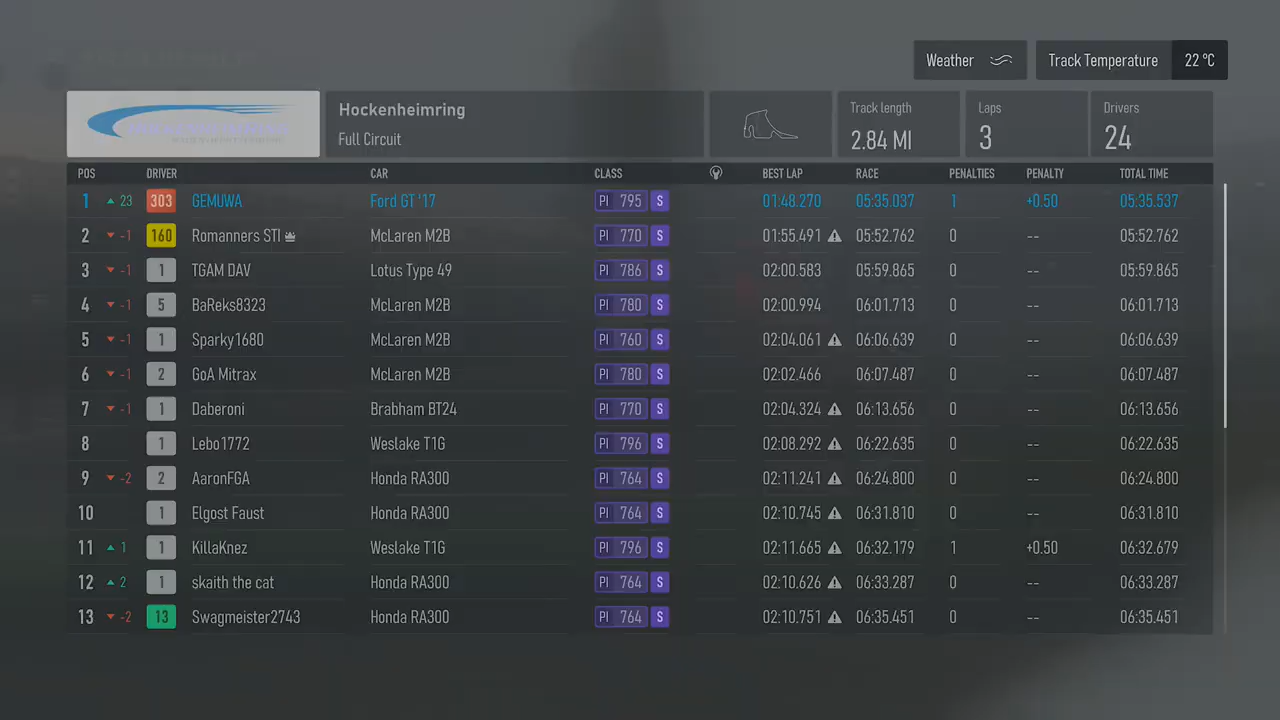 Weather Track Temperature 22 °C
Hockenheimring
Full Circuit
Track length 2.84 MI
Laps 3
Drivers 24
POS DRIVER CAR CLASS BEST LAP RACE PENALTIES PENALTY TOTAL TIME
1 23 303 GEMUWA Ford GT '17 PI 795 S 01:48.270 05:35.037 1 +0.50 05:35.537
2 -1 160 Romanners STI McLaren M2B PI 770 S 01:55.491 05:52.762 0 -- 05:52.762
3 -1 1 TGAM DAV Lotus Type 49 PI 786 S 02:00.583 05:59.865 0 -- 05:59.865
4 -1 5 BaReks8323 McLaren M2B PI 780 S 02:00.994 06:01.713 0 -- 06:01.713
5 -1 1 Sparky1680 McLaren M2B PI 760 S 02:04.061 06:06.639 0 -- 06:06.639
6 -1 2 GoA Mitrax McLaren M2B PI 780 S 02:02.466 06:07.487 0 -- 06:07.487
7 -1 1 Daberoni Brabham BT24 PI 770 S 02:04.324 06:13.656 0 -- 06:13.656
8 1 Lebo1772 Weslake T1G PI 796 S 02:08.292 06:22.635 0 -- 06:22.635
9 -2 2 AaronFGA Honda RA300 PI 764 S 02:11.241 06:24.800 0 -- 06:24.800
10 1 Elgost Faust Honda RA300 PI 764 S 02:10.745 06:31.810 0 -- 06:31.810
11 1 1 KillaKnez Weslake T1G PI 796 S 02:11.665 06:32.179 1 +0.50 06:32.679
12 2 1 skaith the cat Honda RA300 PI 764 S 02:10.626 06:33.287 0 -- 06:33.287
13 -2 13 Swagmeister2743 Honda RA300 PI 764 S 02:10.751 06:35.451 0 -- 06:35.451